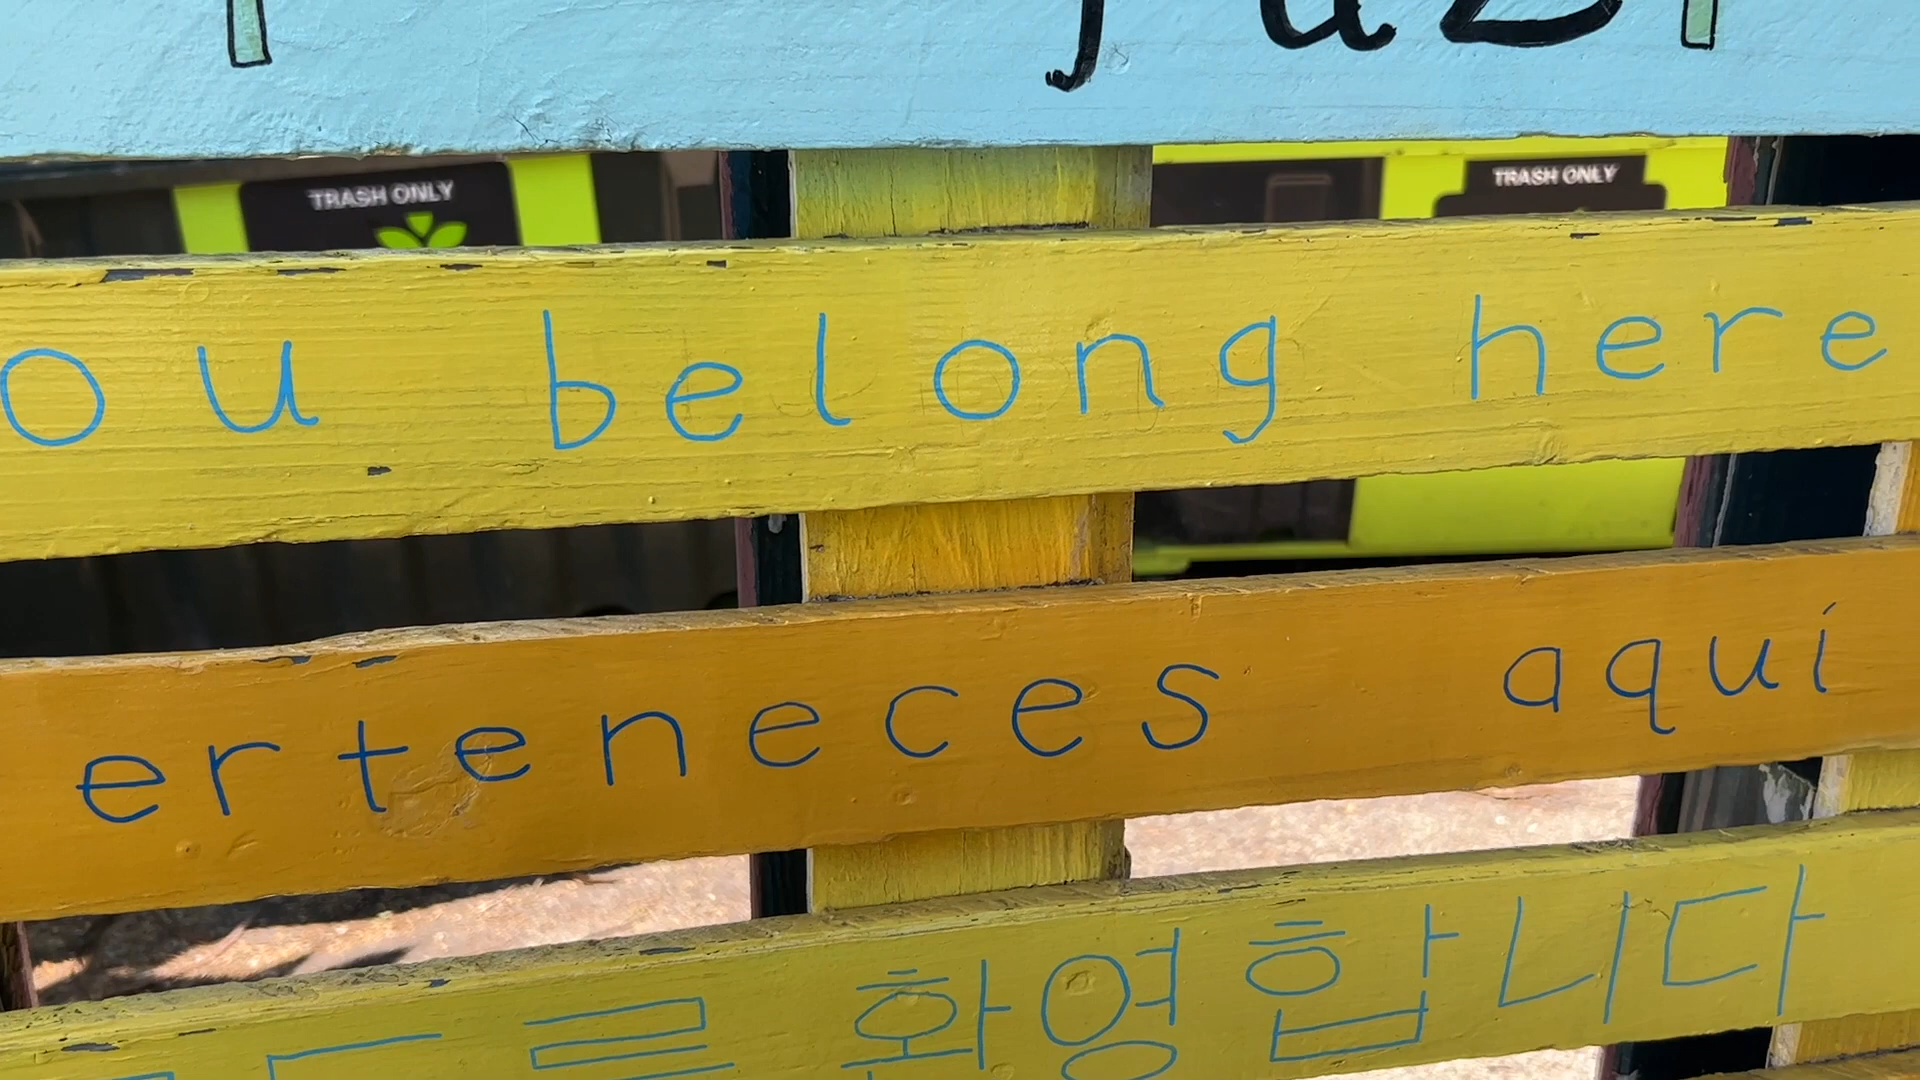 TRASH ONLY
TRASH ONLY
ou belong here
erteneces aquí
환영합니다